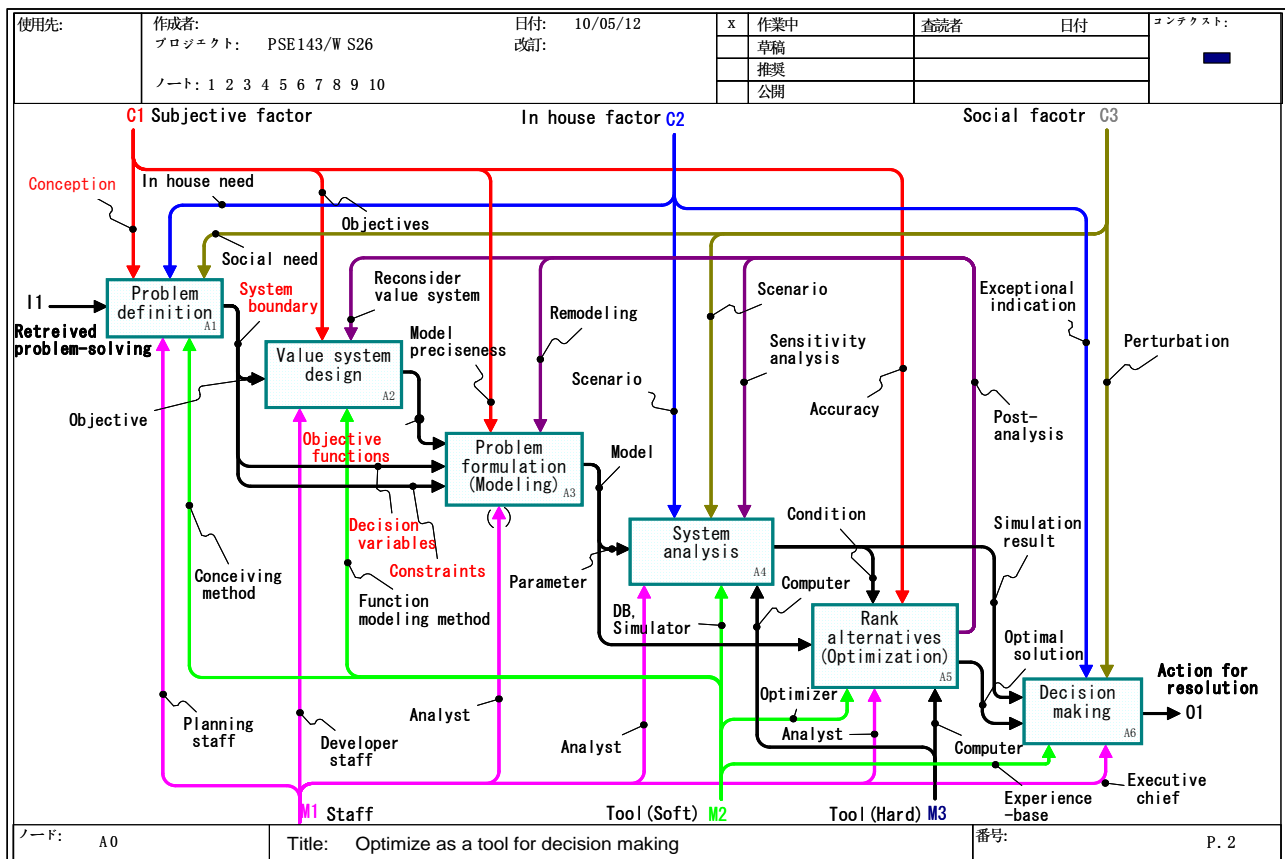 使用先:
作成者:
日付: 10/05/12
x 作業中
査読者 日付
コンテクスト:
プロジェクト: PSE143/W S26
改訂:
草稿
推奨
ノート: 1 2 3 4 5 6 7 8 9 10
公開
C1 Subjective factor
In house factor C2
Social facotr C3
Conception
In house need
Objectives
Social need
I1
Retreived
problem-solving
Problem
definition
A1
System
boundary
Reconsider
value system
Model
preciseness
Remodeling
Scenario
Scenario
Sensitivity
analysis
Exceptional
indication
Perturbation
Accuracy
Post-
analysis
Value system
design
A2
Objective
Objective
functions
Problem
formulation
(Modeling)
A3
Model
Decision
variables
Constraints
Conceiving
method
Function
modeling method
( )
Parameter
System
analysis
A4
Condition
Computer
Simulation
result
DB,
Simulator
Rank
alternatives
(Optimization)
A5
Optimal
solution
Decision
making
A6
Action for
resolution
O1
Planning
staff
Developer
staff
Analyst
Analyst
Optimizer
Analyst
Computer
Experience
-base
Executive
chief
M1 Staff
Tool(Soft) M2
Tool(Hard) M3
ノード: A0
Title: Optimize as a tool for decision making
番号: P. 2